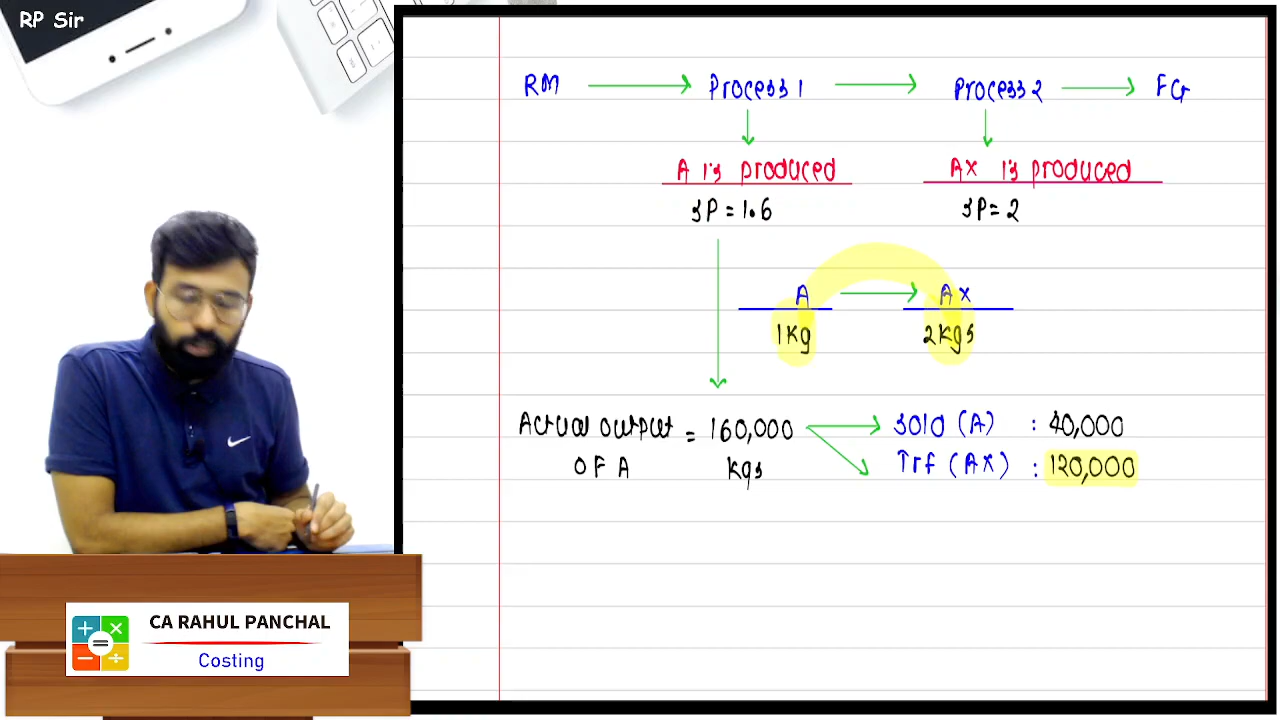 RP Sir
RM → Process 1 → Process 2 → FG
A is produced
AX is produced
SP = 1.6
SP = 2
A → AX
1Kg
2Kgs
Actual output = 160,000
Sold (A) : 40,000
OF A
kgs
Trf (AX) : 120,000
CA RAHUL PANCHAL
Costing